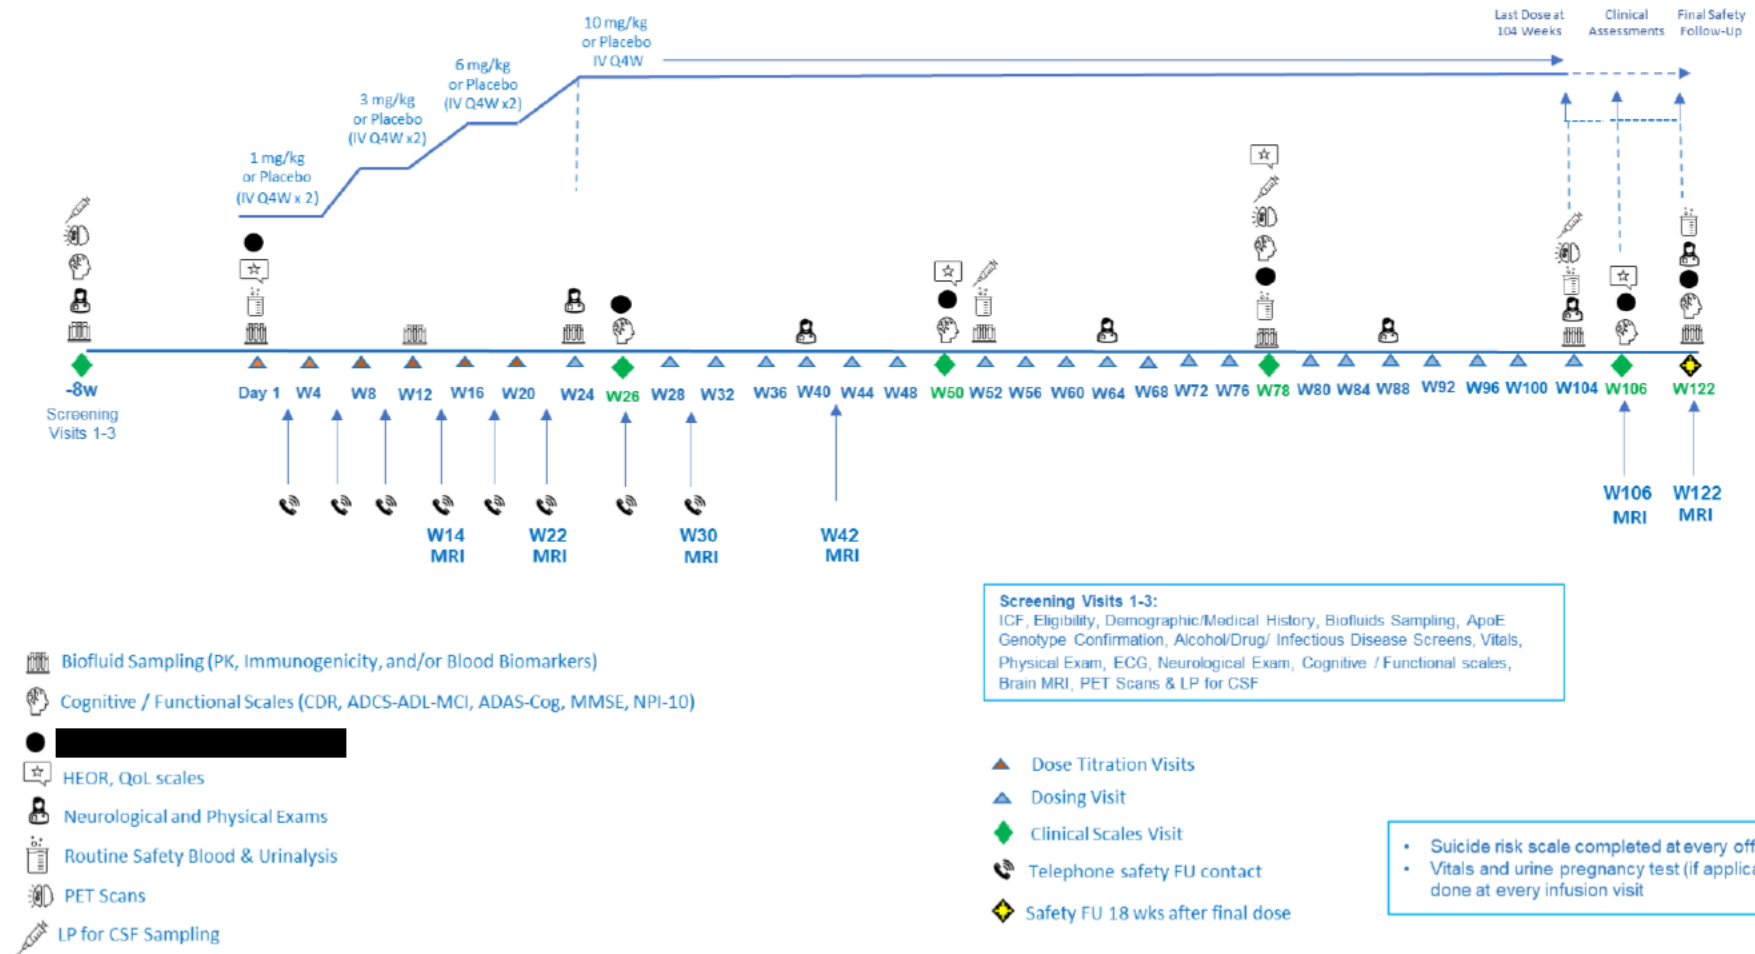 10 mg/kg
or Placebo
IV Q4W
6 mg/kg
or Placebo
(IV Q4W x2)
3 mg/kg
or Placebo
(IV Q4W x2)
1 mg/kg
or Placebo
(IV Q4W x 2)
Last Dose at
104 Weeks
Clinical
Assessments
Final Safety
Follow-Up
-8w
Screening
Visits 1-3
Day 1 W4 W8 W12 W16 W20 W24 W26 W28 W32 W36 W40 W44 W48 W50 W52 W56 W60 W64 W68 W72 W76 W78 W80 W84 W88 W92 W96 W100 W104 W106 W122
W14
MRI
W22
MRI
W30
MRI
W42
MRI
W106
MRI
W122
MRI
Screening Visits 1-3:
ICF, Eligibility, Demographic/Medical History, Biofluids Sampling, ApoE
Genotype Confirmation, Alcohol/Drug/ Infectious Disease Screens, Vitals,
Physical Exam, ECG, Neurological Exam, Cognitive / Functional scales,
Brain MRI, PET Scans & LP for CSF
Biofluid Sampling (PK, Immunogenicity, and/or Blood Biomarkers)
Cognitive / Functional Scales (CDR, ADCS-ADL-MCI, ADAS-Cog, MMSE, NPI-10)
HEOR, QoL scales
Neurological and Physical Exams
Routine Safety Blood & Urinalysis
PET Scans
LP for CSF Sampling
Dose Titration Visits
Dosing Visit
Clinical Scales Visit
Telephone safety FU contact
Safety FU 18 wks after final dose
• Suicide risk scale completed at every off
• Vitals and urine pregnancy test (if applica
done at every infusion visit